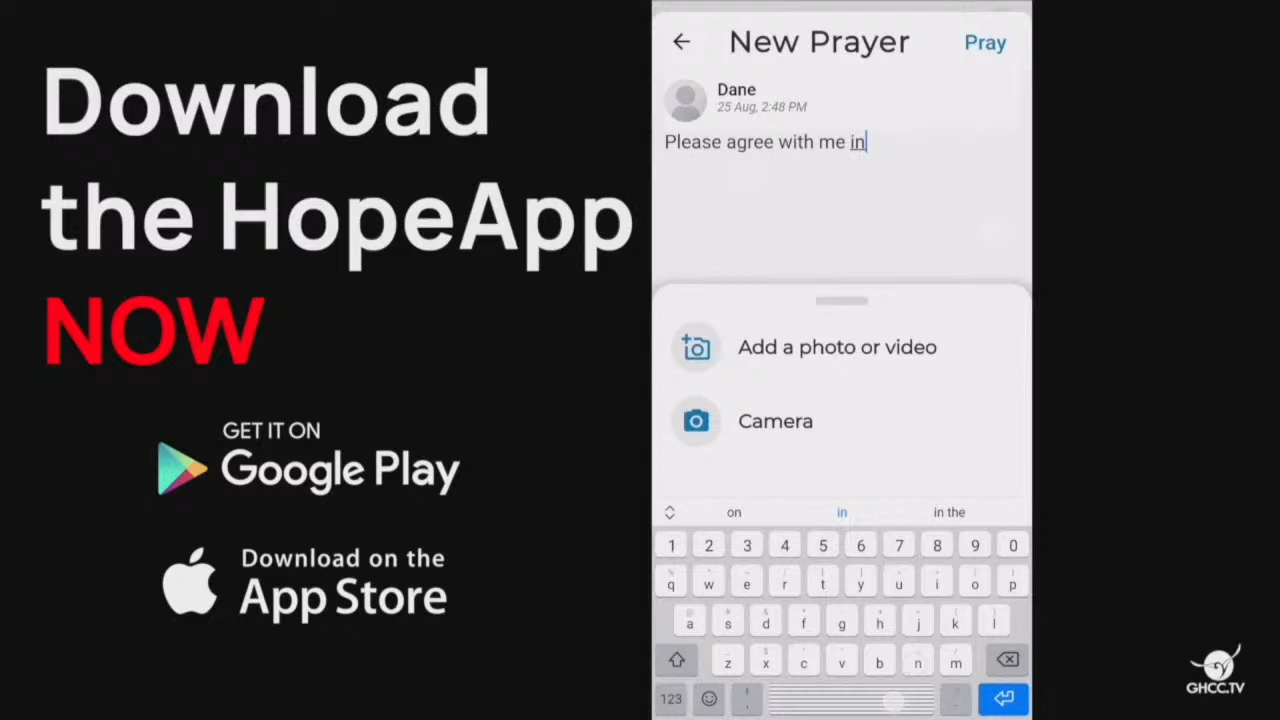 Download
the HopeApp
NOW
GET IT ON
Google Play
Download on the
App Store
New Prayer
Pray
Dane
25 Aug, 2:48 PM
Please agree with me in
Add a photo or video
Camera
on in in the
1 2 3 4 5 6 7 8 9 0
q w e r t y u i o p
a s d f g h j k l
z x c v b n m
123
GHCC.TV